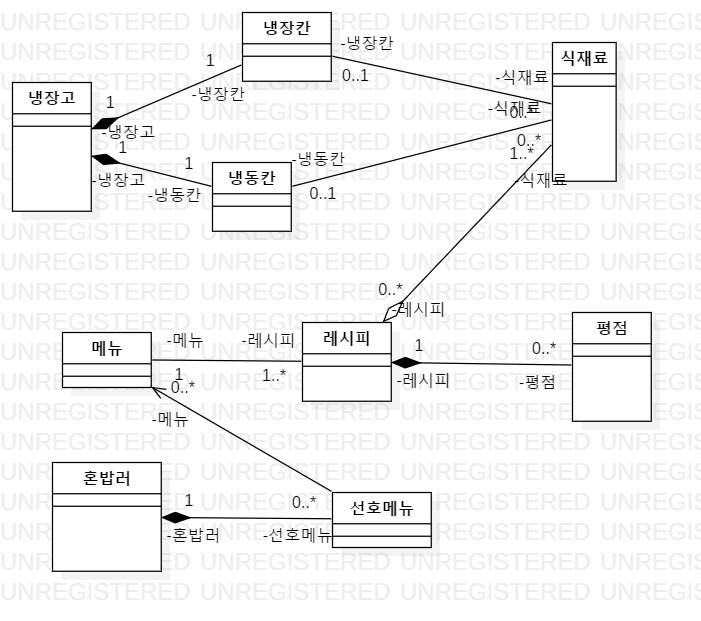 UNREGISTERED UNREGISTERED UNREGISTERED UNREGIS
냉장칸
-냉장칸
0..1
식재료
-식재료
0..*
-식재료
0..*
1..*
-식재료
냉장고
1
-냉장고
1
-냉장칸
1
-냉장고
1
-냉동칸
냉동칸
-냉동칸
0..1
0..*
-레시피
메뉴
-메뉴
1
-레시피
1..*
레시피
1
-레시피
0..*
-평점
평점
0..*
-메뉴
혼밥러
1
-혼밥러
0..*
-선호메뉴
선호메뉴